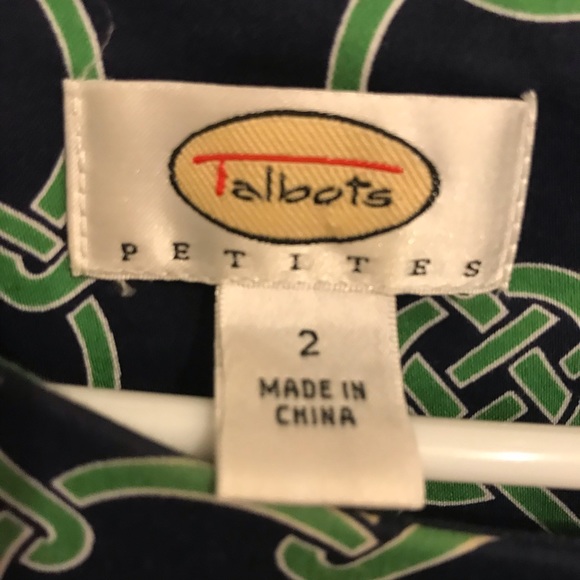 Talbots
PETITES
2
MADE IN
CHINA